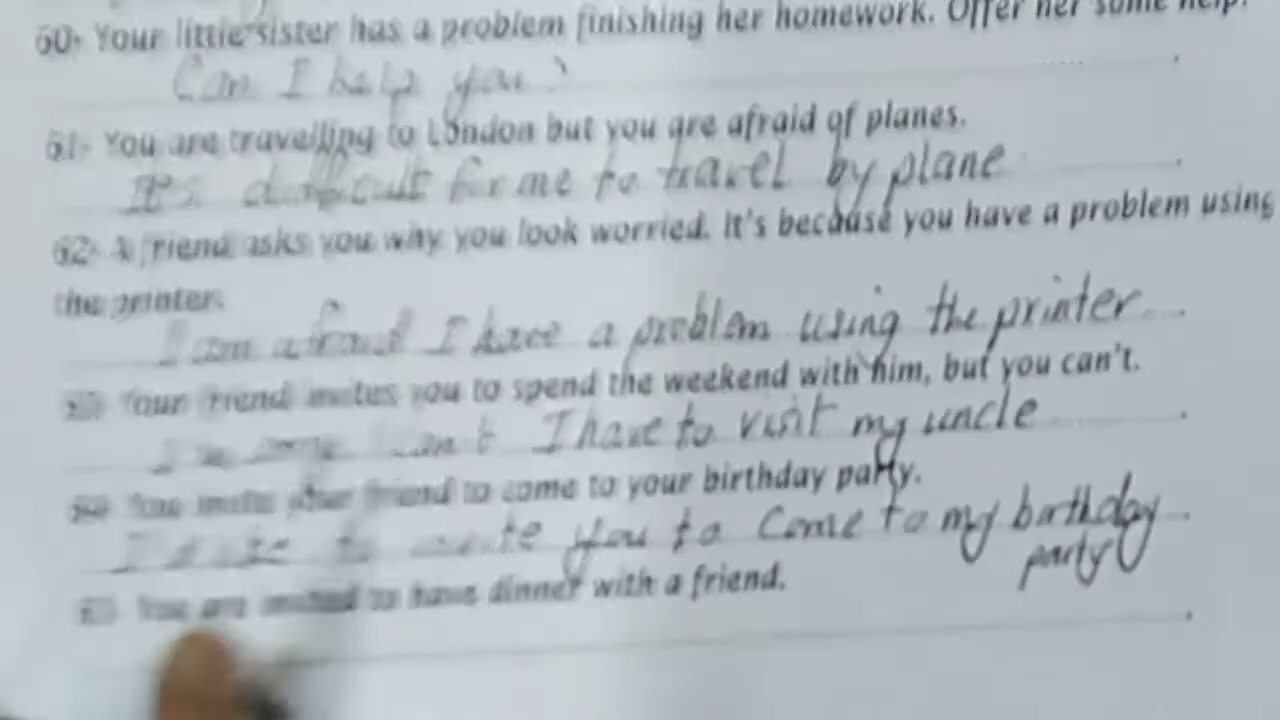 60- Your little sister has a problem finishing her homework. Offer her some help.
Can I help you?
61- You are travelling to London but you are afraid of planes.
It's difficult for me to travel by plane
62- A friend asks you why you look worried. It's because you have a problem using
the printer.
I am afraid I have a problem using the printer
Your friend invites you to spend the weekend with him, but you can't.
can't I have to visit my uncle
You invite your friend to come to your birthday party.
I to you to come to my birthday
party
You are invited to have dinner with a friend.